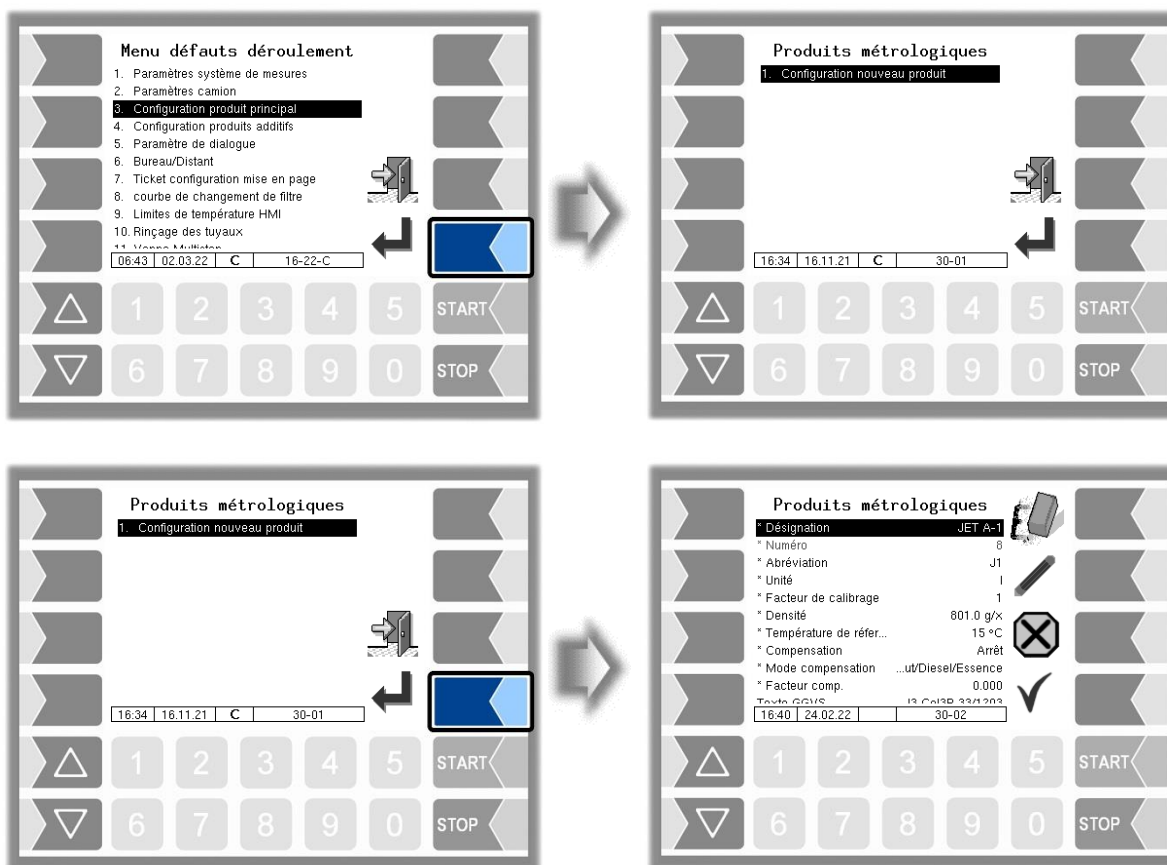 Menu défauts déroulement
1. Paramètres système de mesures
2. Paramètres camion
3. Configuration produit principal
4. Configuration produits additifs
5. Paramètre de dialogue
6. Bureau/Distant
7. Ticket configuration mise en page
8. courbe de changement de filtre
9. Limites de température HMI
10. Rinçage des tuyaux
06:43 02.03.22 C 16-22-C
1 2 3 4 5 START
6 7 8 9 0 STOP
Produits métrologiques
1. Configuration nouveau produit
16:34 16.11.21 C 30-01
1 2 3 4 5 START
6 7 8 9 0 STOP
Produits métrologiques
1. Configuration nouveau produit
16:34 16.11.21 C 30-01
1 2 3 4 5 START
6 7 8 9 0 STOP
Produits métrologiques
* Désignation JET A-1
* Numéro 8
* Abréviation J1
* Unité l
* Facteur de calibrage 1
* Densité 801.0 g/x
* Température de réfer... 15 °C
* Compensation Arrêt
* Mode compensation ...ut/Diesel/Essence
* Facteur comp. 0.000
Texte GGVS
16:40 24.02.22 30-02
1 2 3 4 5 START
6 7 8 9 0 STOP